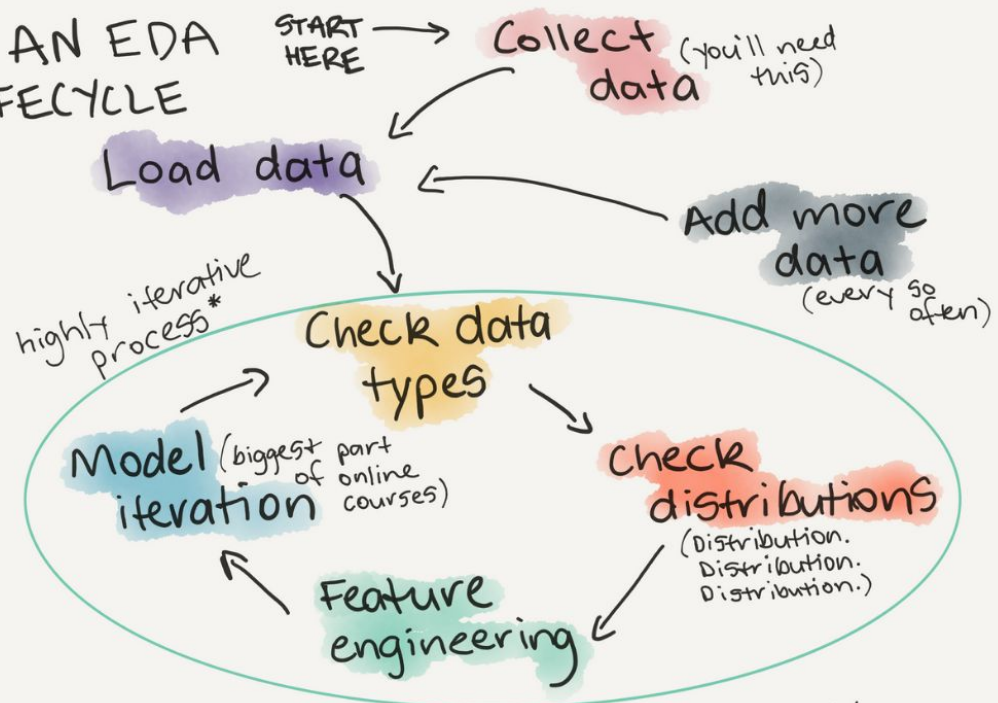 AN EDA
FECYCLE
START
HERE
Collect
data
(you'll need
this)
Load data
Add more
data
(every so
often)
highly iterative
process*
Check data
types
Model
iteration
(biggest part
of online
courses)
Check
distributions
(Distribution.
Distribution.
Distribution.)
Feature
engineering